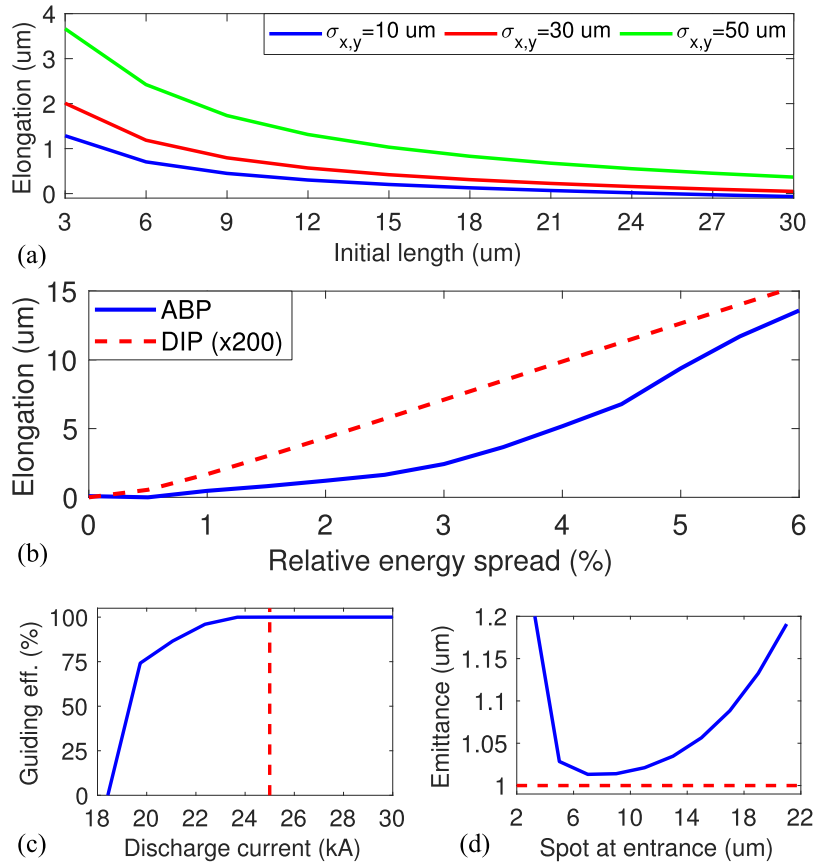 σx,y=10 um σx,y=30 um σx,y=50 um
Elongation (um)
4
3
2
1
0
3 6 9 12 15 18 21 24 27 30
Initial length (um)
(a)
ABP
DIP (x200)
Elongation (um)
15
10
5
0
0 1 2 3 4 5 6
Relative energy spread (%)
(b)
Guiding eff. (%)
100
75
50
25
0
18 20 22 24 26 28 30
Discharge current (kA)
(c)
Emittance (um)
1.2
1.15
1.1
1.05
1
2 6 10 14 18 22
Spot at entrance (um)
(d)